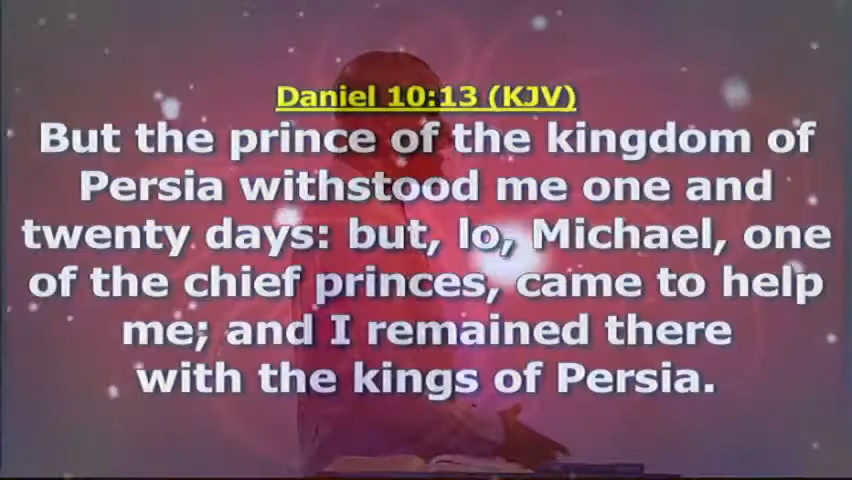 Daniel 10:13 (KJV)
But the prince of the kingdom of
Persia withstood me one and
twenty days: but, lo, Michael, one
of the chief princes, came to help
me; and I remained there
with the kings of Persia.